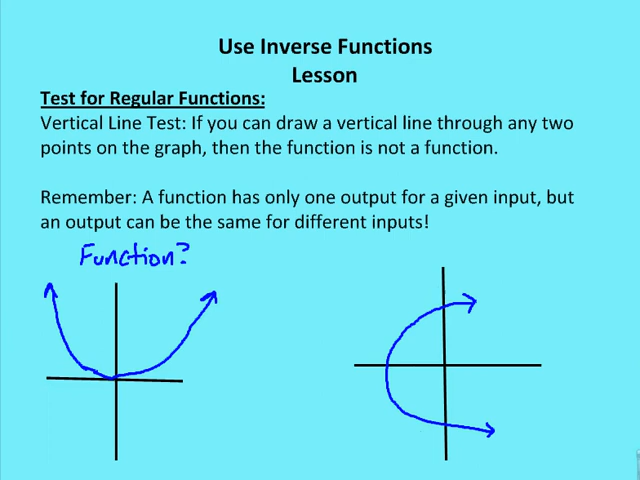 Use Inverse Functions
Lesson
Test for Regular Functions:
Vertical Line Test: If you can draw a vertical line through any two
points on the graph, then the function is not a function.
Remember: A function has only one output for a given input, but
an output can be the same for different inputs!
Function?